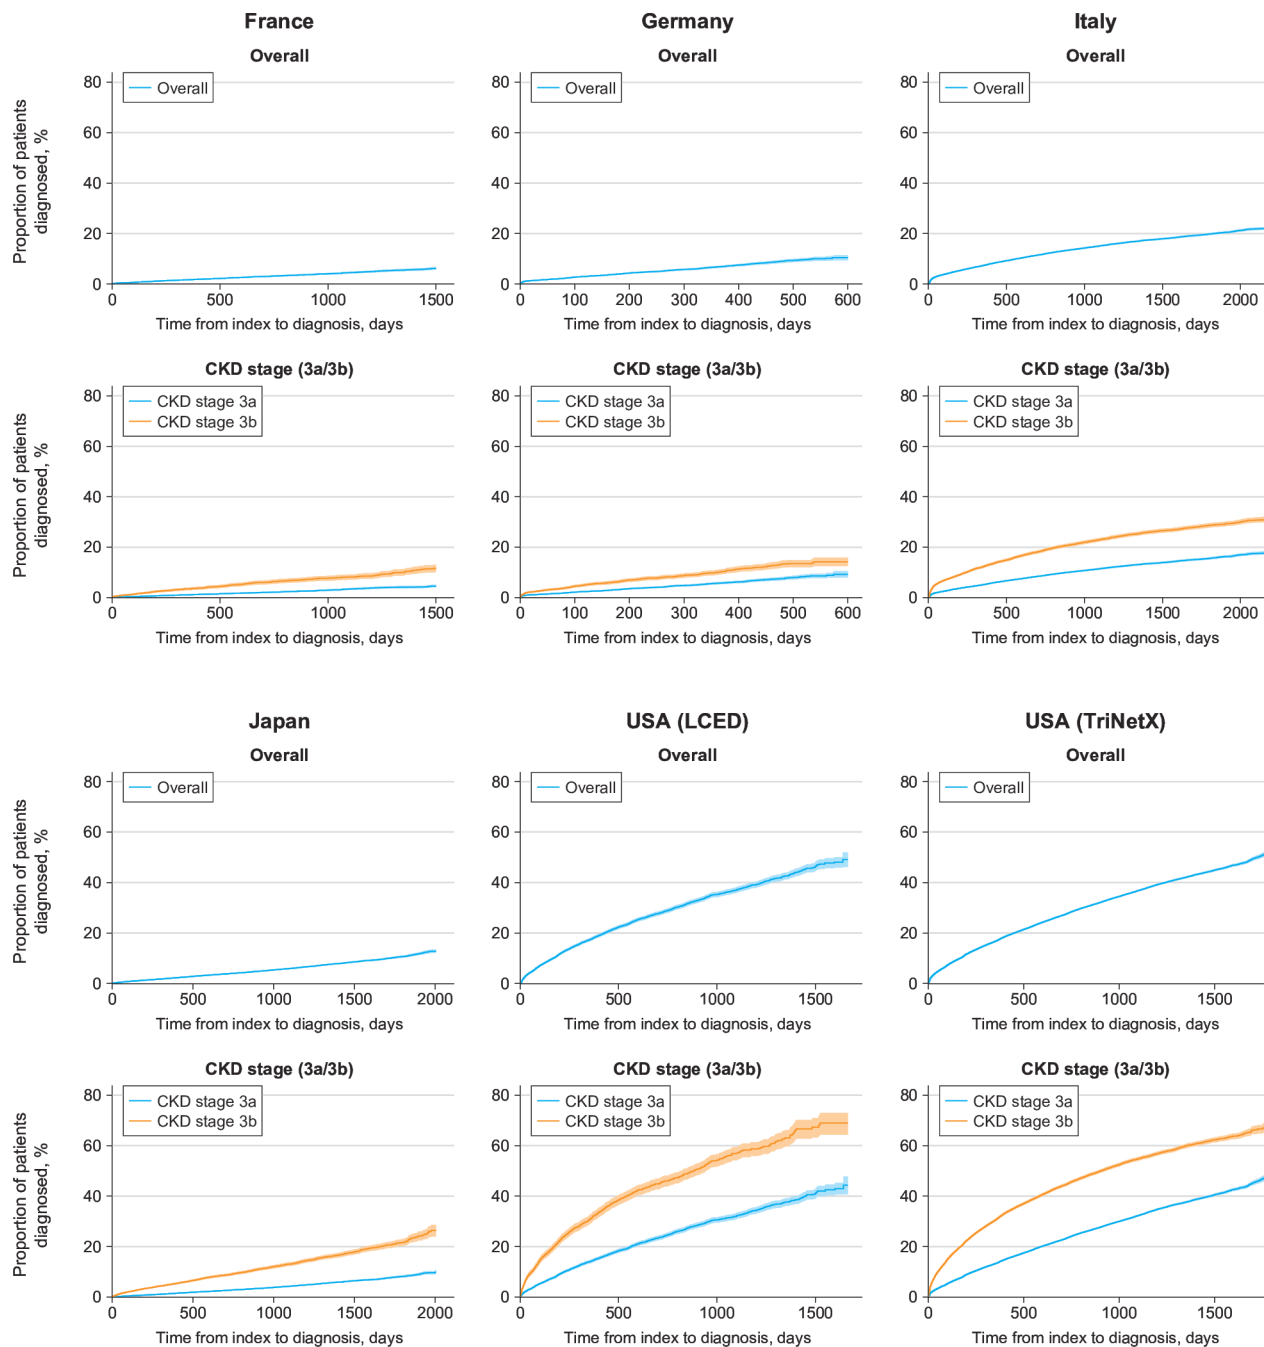 France
Overall
Overall
Proportion of patients
diagnosed, %
80
60
40
20
0
0 500 1000 1500
Time from index to diagnosis, days
Germany
Overall
Overall
80
60
40
20
0
0 100 200 300 400 500 600
Time from index to diagnosis, days
Italy
Overall
Overall
80
60
40
20
0
0 500 1000 1500 2000
Time from index to diagnosis, days
CKD stage (3a/3b)
CKD stage 3a
CKD stage 3b
Proportion of patients
diagnosed, %
80
60
40
20
0
0 500 1000 1500
Time from index to diagnosis, days
CKD stage (3a/3b)
CKD stage 3a
CKD stage 3b
80
60
40
20
0
0 100 200 300 400 500 600
Time from index to diagnosis, days
CKD stage (3a/3b)
CKD stage 3a
CKD stage 3b
80
60
40
20
0
0 500 1000 1500 2000
Time from index to diagnosis, days
Japan
Overall
Overall
Proportion of patients
diagnosed, %
80
60
40
20
0
0 500 1000 1500 2000
Time from index to diagnosis, days
USA (LCED)
Overall
Overall
80
60
40
20
0
0 500 1000 1500
Time from index to diagnosis, days
USA (TriNetX)
Overall
Overall
80
60
40
20
0
0 500 1000 1500
Time from index to diagnosis, days
CKD stage (3a/3b)
CKD stage 3a
CKD stage 3b
Proportion of patients
diagnosed, %
80
60
40
20
0
0 500 1000 1500 2000
Time from index to diagnosis, days
CKD stage (3a/3b)
CKD stage 3a
CKD stage 3b
80
60
40
20
0
0 500 1000 1500
Time from index to diagnosis, days
CKD stage (3a/3b)
CKD stage 3a
CKD stage 3b
80
60
40
20
0
0 500 1000 1500
Time from index to diagnosis, days